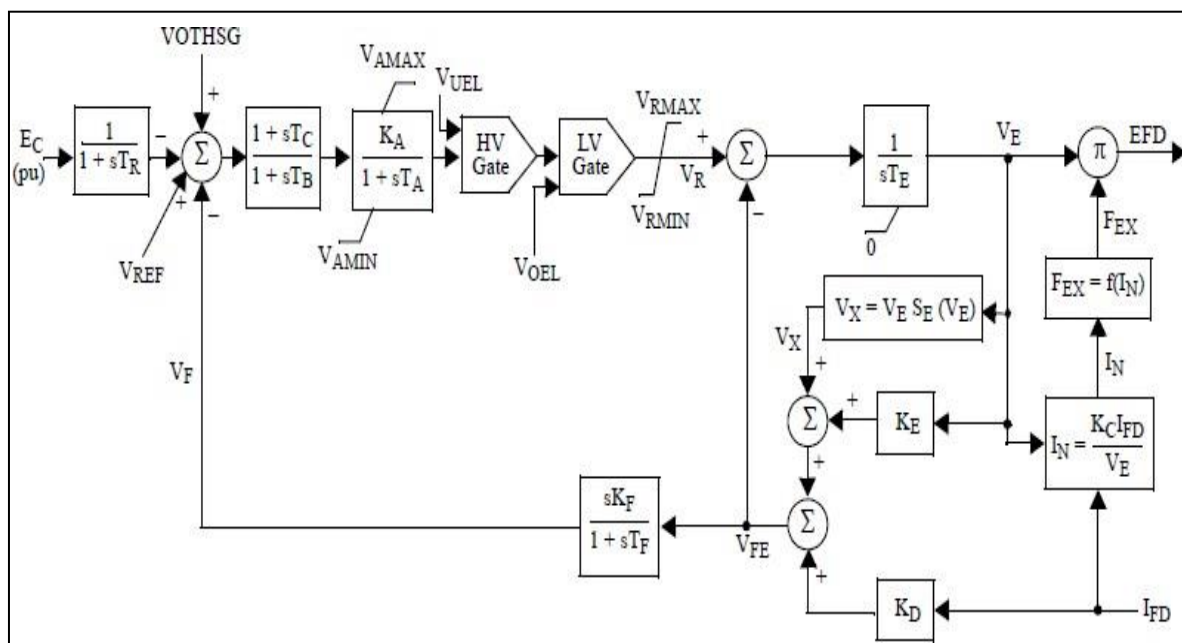 VOTHSG
V_AMAX
V_UEL
V_RMAX
E_C
(pu)
1
1 + sT_R
–
+
Σ
+
–
1 + sT_C
1 + sT_B
K_A
1 + sT_A
HV
Gate
LV
Gate
+
V_R
Σ
–
1
sT_E
0
V_E
π
EFD
V_REF
V_AMIN
V_OEL
V_RMIN
F_EX
F_EX = f(I_N)
V_X = V_E S_E (V_E)
V_X
+
I_N
V_F
Σ
+
K_E
I_N = K_C I_FD
V_E
+
sK_F
1 + sT_F
V_FE
Σ
+
K_D
I_FD